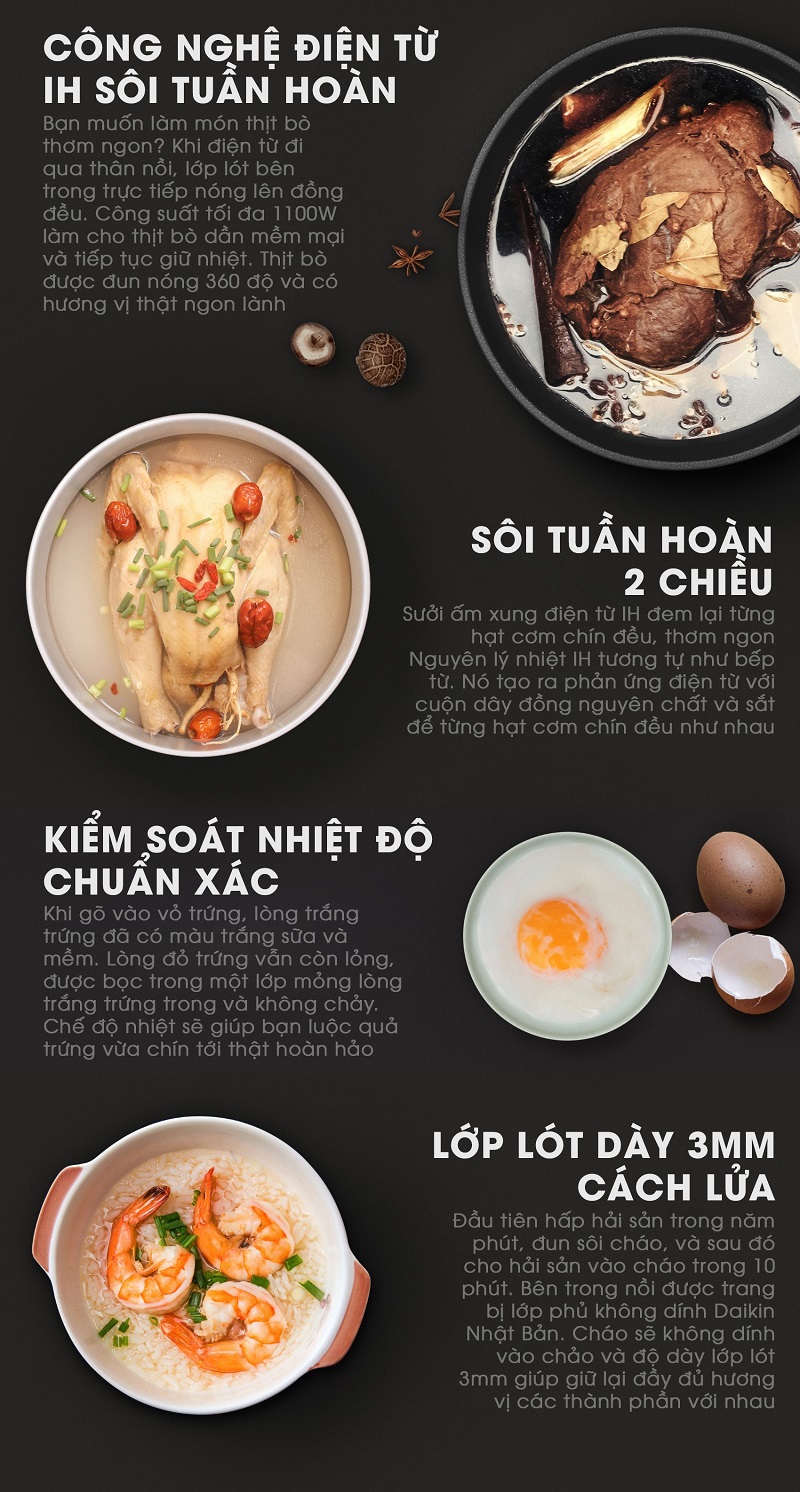 CÔNG NGHỆ ĐIỆN TỪ
IH SÔI TUẦN HOÀN
Bạn muốn làm món thịt bò
thơm ngon? Khi điện từ đi
qua thân nồi, lớp lót bên
trong trực tiếp nóng lên đồng
đều. Công suất tối đa 1100W
làm cho thịt bò dần mềm mại
và tiếp tục giữ nhiệt. Thịt bò
được đun nóng 360 độ và có
hương vị thật ngon lành
SÔI TUẦN HOÀN
2 CHIỀU
Sưởi ấm xung điện từ IH đem lại từng
hạt cơm chín đều, thơm ngon
Nguyên lý nhiệt IH tương tự như bếp
từ. Nó tạo ra phản ứng điện từ với
cuộn dây đồng nguyên chất và sắt
để từng hạt cơm chín đều như nhau
KIỂM SOÁT NHIỆT ĐỘ
CHUẨN XÁC
Khi gõ vào vỏ trứng, lòng trắng
trứng đã có màu trắng sữa và
mềm. Lòng đỏ trứng vẫn còn lỏng,
được bọc trong một lớp mỏng lòng
trắng trứng trong và không chảy.
Chế độ nhiệt sẽ giúp bạn luộc quả
trứng vừa chín tới thật hoàn hảo
LỚP LÓT DÀY 3MM
CÁCH LỬA
Đầu tiên hấp hải sản trong năm
phút, đun sôi cháo, và sau đó
cho hải sản vào cháo trong 10
phút. Bên trong nồi được trang
bị lớp phủ không dính Daikin
Nhật Bản. Cháo sẽ không dính
vào chảo và độ dày lớp lót
3mm giúp giữ lại đầy đủ hương
vị các thành phần với nhau